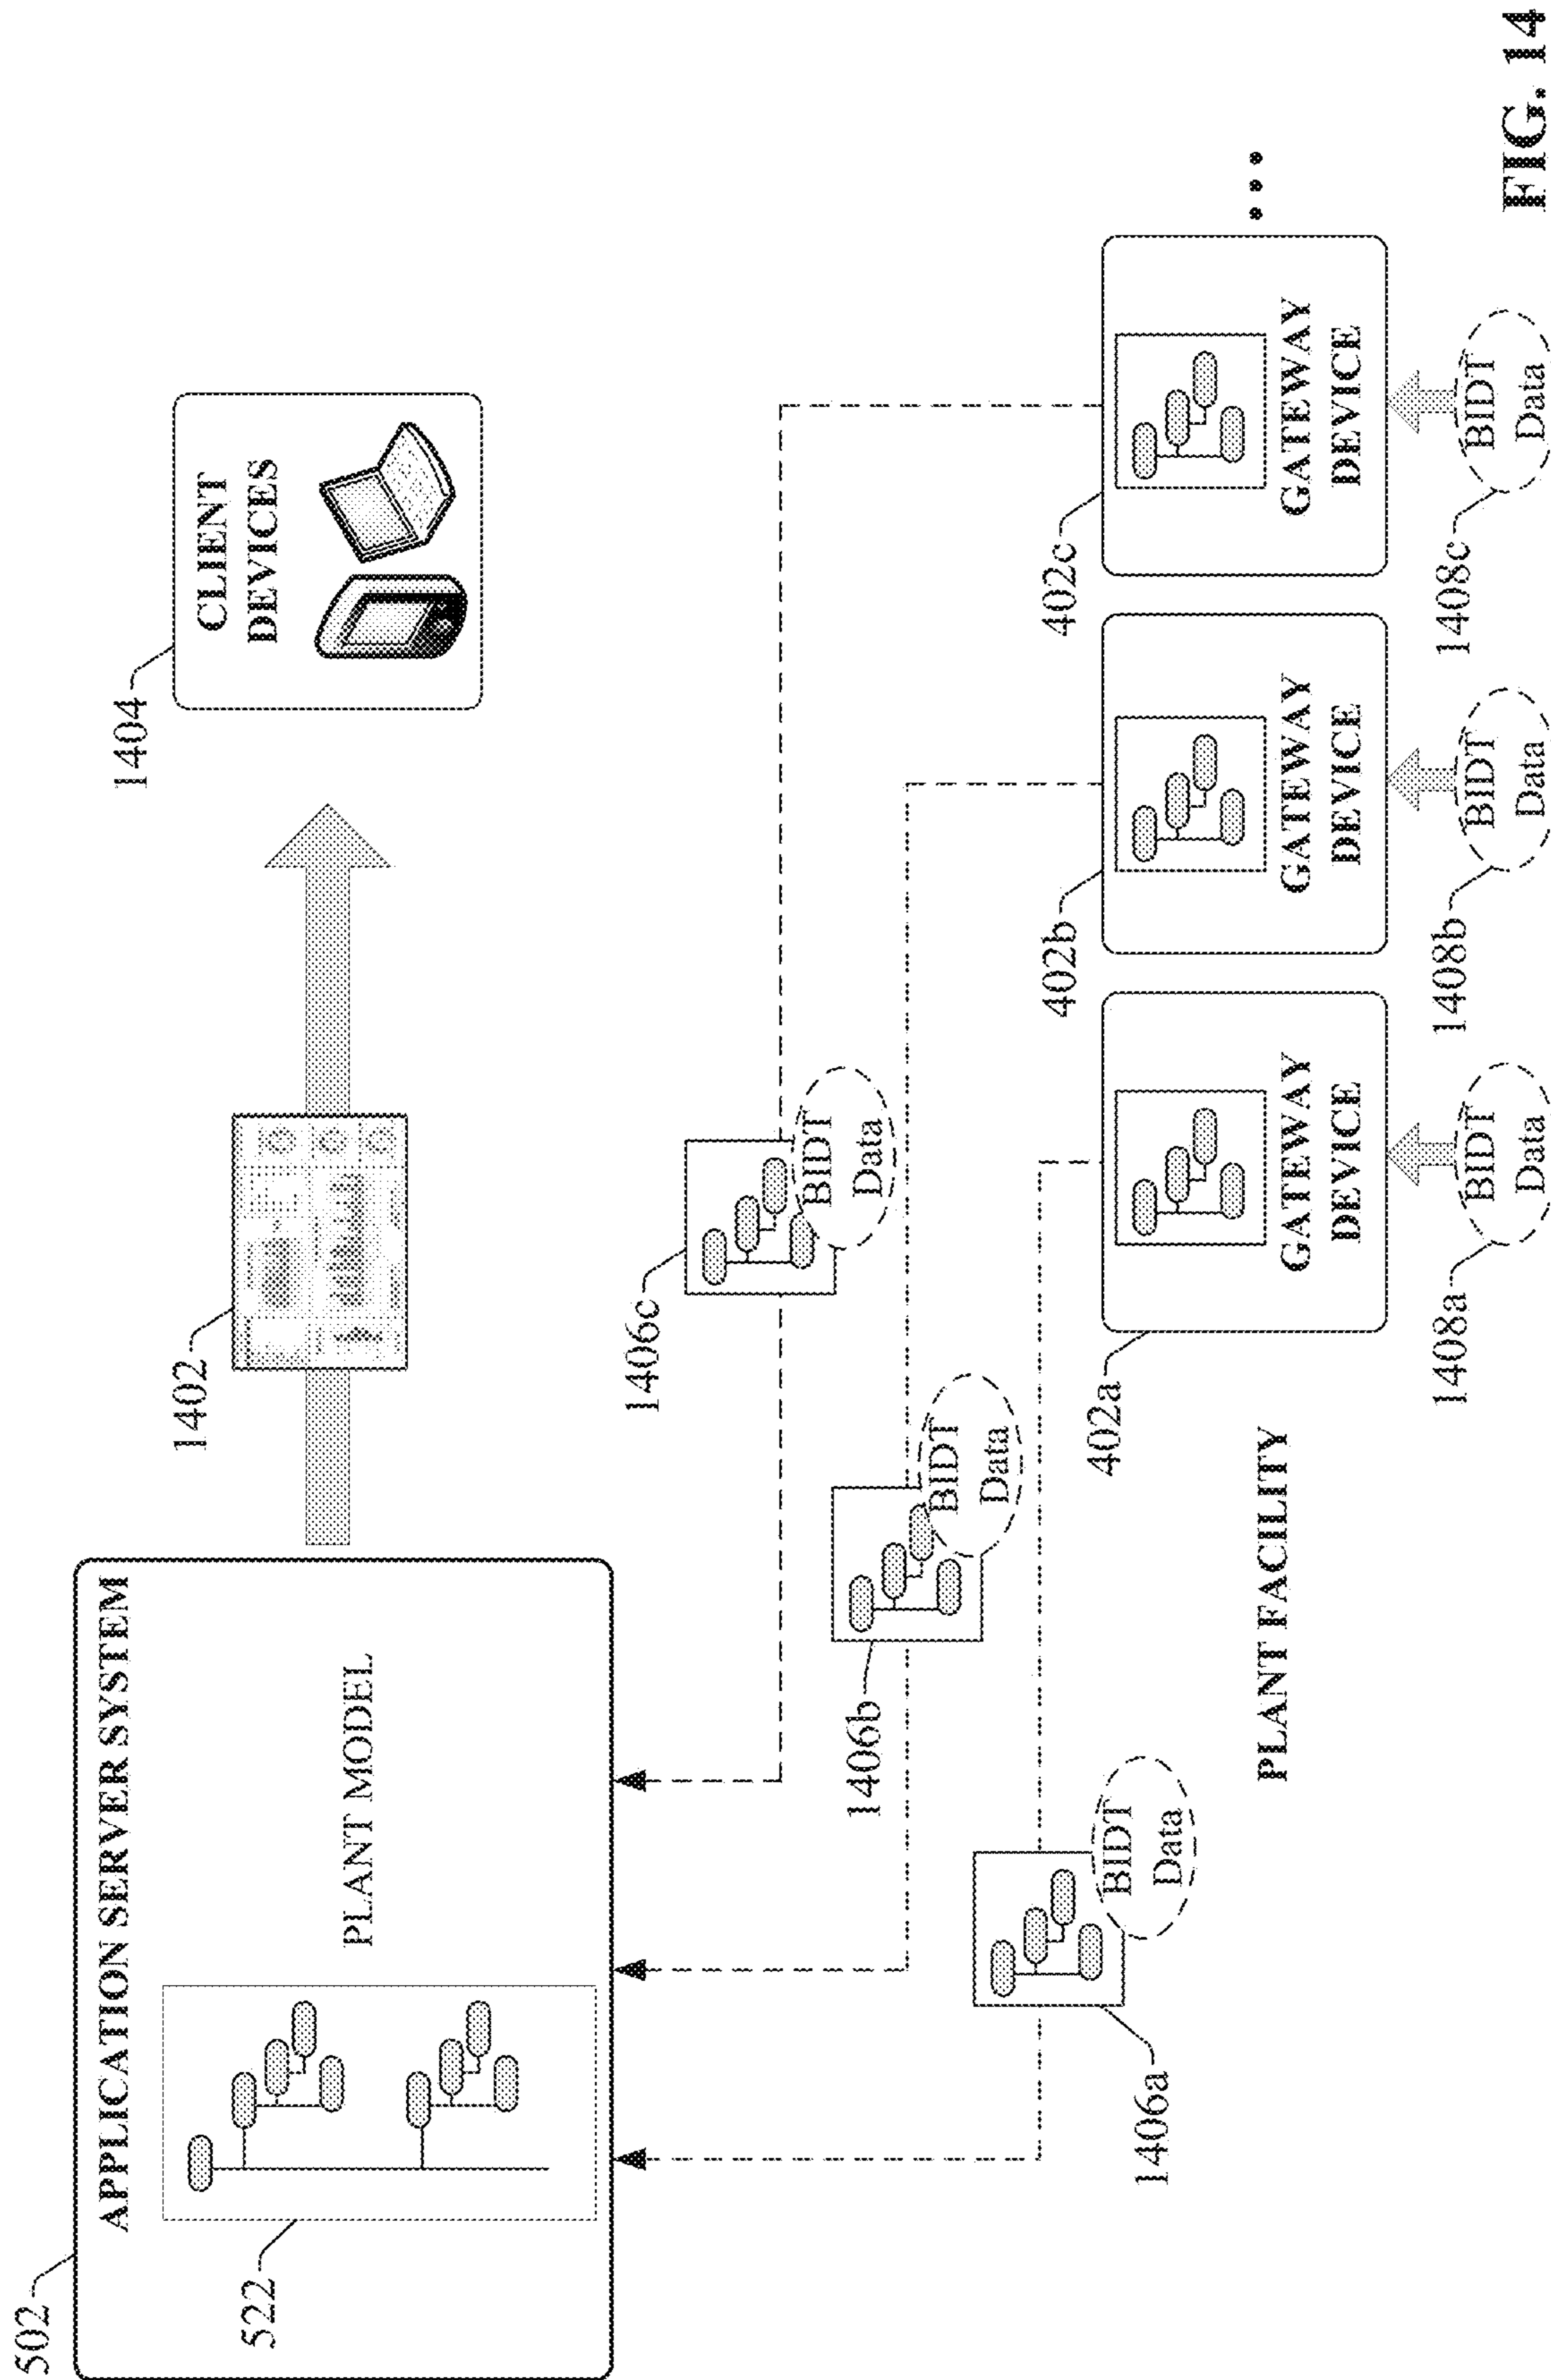 502
APPLICATION SERVER SYSTEM
522
PLANT MODEL
1402
1404
CLIENT
DEVICES
1406a
BIDT
Data
1406b
BIDT
Data
1406c
BIDT
Data
PLANT FACILITY
402a
GATEWAY
DEVICE
402b
GATEWAY
DEVICE
402c
GATEWAY
DEVICE
...
1408a
BIDT
Data
1408b
BIDT
Data
1408c
BIDT
Data
FIG. 14